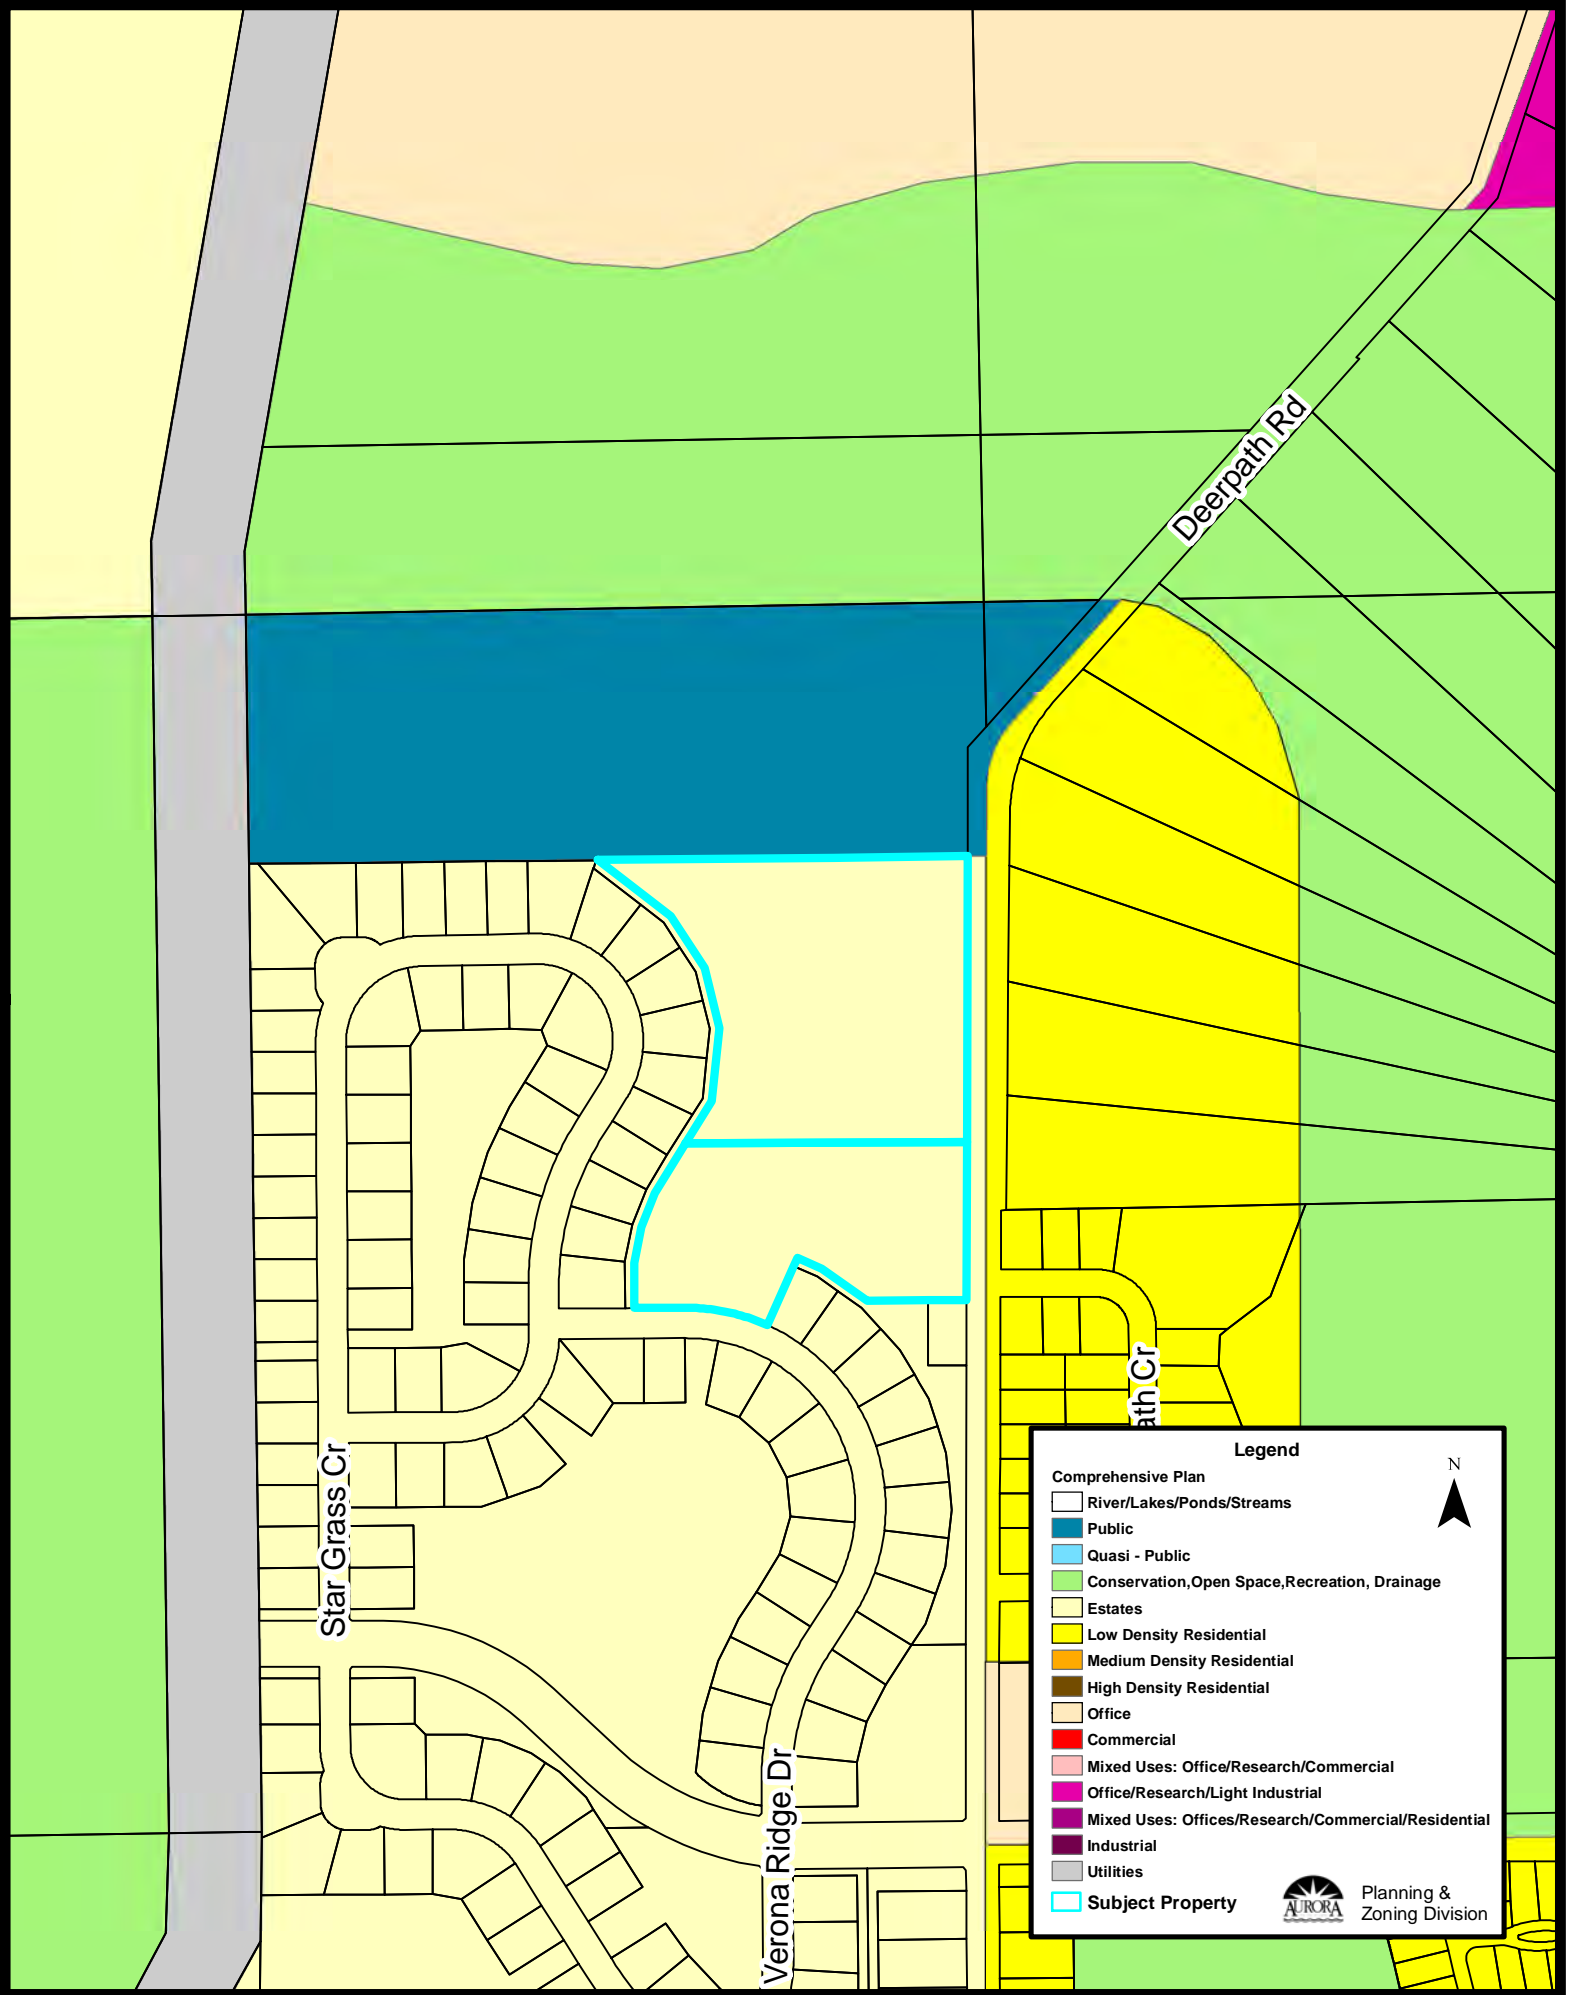 Deerpath Rd
Star Grass Cr
ath Cr
Verona Ridge Dr
Legend
N
Comprehensive Plan
River/Lakes/Ponds/Streams
Public
Quasi - Public
Conservation,Open Space,Recreation, Drainage
Estates
Low Density Residential
Medium Density Residential
High Density Residential
Office
Commercial
Mixed Uses: Office/Research/Commercial
Office/Research/Light Industrial
Mixed Uses: Offices/Research/Commercial/Residential
Industrial
Utilities
Subject Property
AURORA
Planning &
Zoning Division